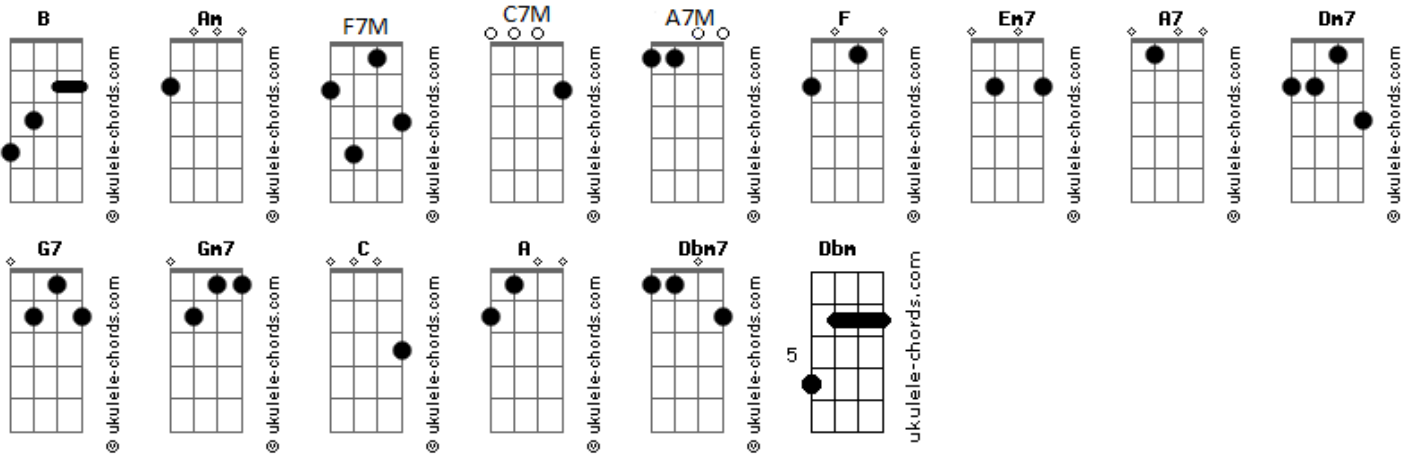 B Am F7M C7M A7M F Em7 A7 Dm7
© ukulele-chords.com © ukulele-chords.com © ukulele-chords.com © ukulele-chords.com © ukulele-chords.com © ukulele-chords.com © ukulele-chords.com © ukulele-chords.com © ukulele-chords.com
G7 Gm7 C A Dbm7 Dbm
© ukulele-chords.com © ukulele-chords.com © ukulele-chords.com © ukulele-chords.com © ukulele-chords.com ukulele-chords.com
5